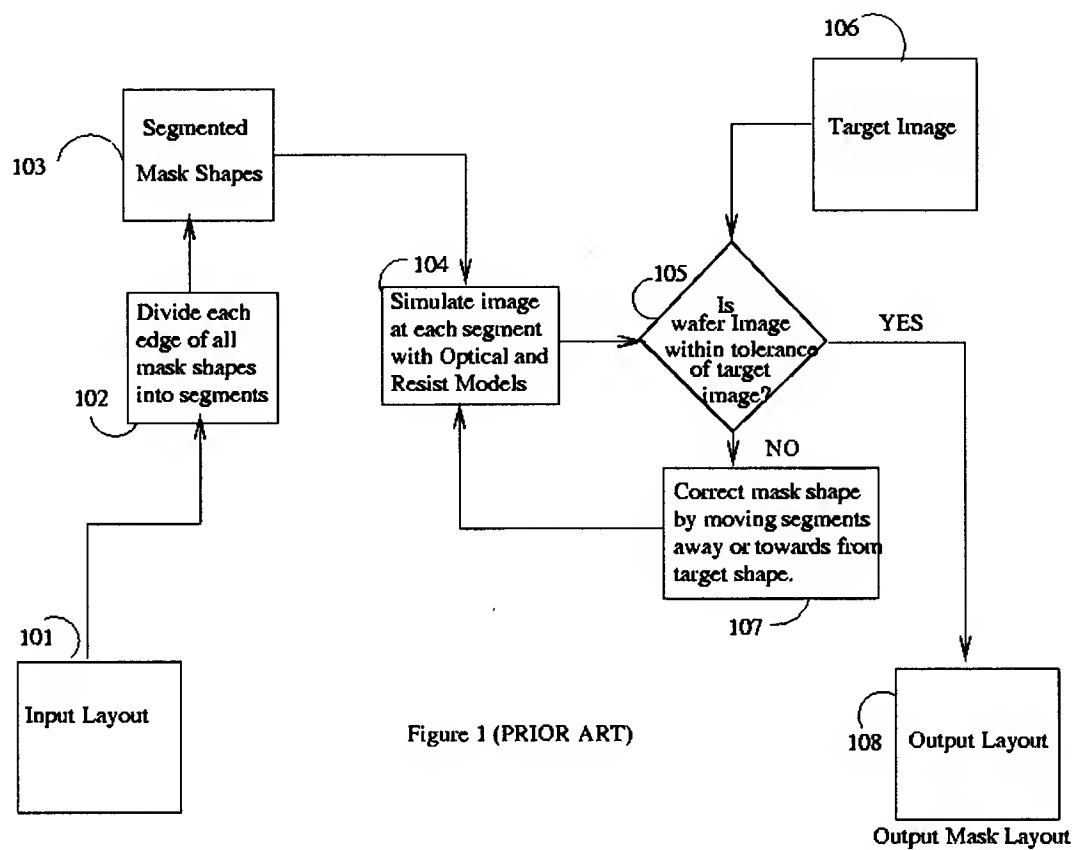 106
Target Image
Segmented
Mask Shapes
103
104
Simulate image
at each segment
with Optical and
Resist Models
105
Is
wafer Image
within tolerance
of target
image?
YES
NO
Divide each
edge of all
mask shapes
into segments
102
Correct mask shape
by moving segments
away or towards from
target shape.
107
101
Input Layout
Figure 1 (PRIOR ART)
108
Output Layout
Output Mask Layout